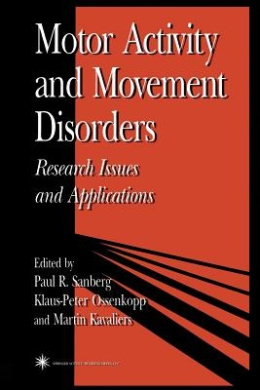 Motor Activity
and Movement
Disorders
Research Issues
and Applications
Edited by
Paul R. Sanberg
Klaus-Peter Ossenkopp
and Martin Kavaliers